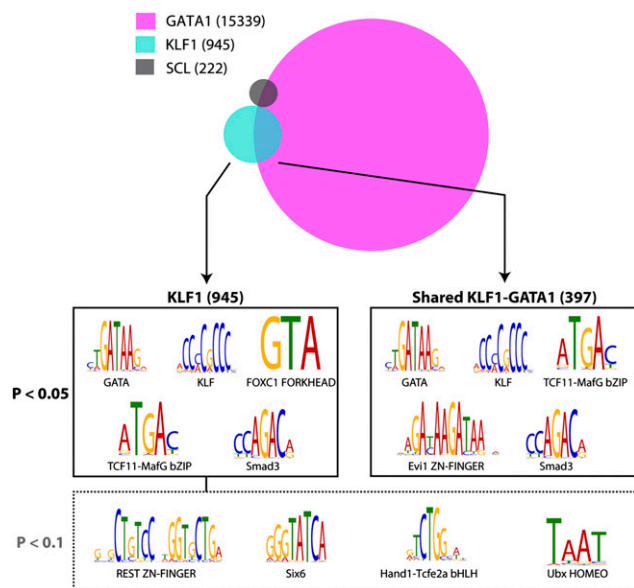 GATA1 (15339)
KLF1 (945)
SCL (222)
KLF1 (945)
Shared KLF1-GATA1 (397)
P < 0.05
GATA
KLF
FOXC1 FORKHEAD
TCF11-MafG bZIP
Smad3
GATA
KLF
TCF11-MafG bZIP
Evi1 ZN-FINGER
Smad3
P < 0.1
REST ZN-FINGER
Six6
Hand1-Tcfe2a bHLH
Ubx HOMEO